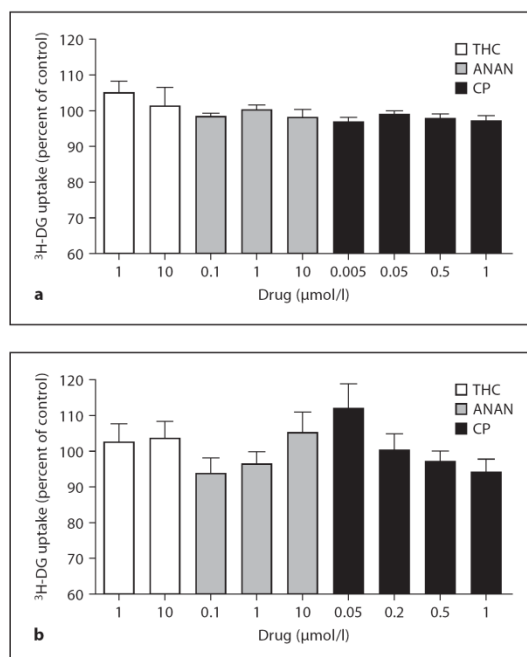 120
110
100
90
80
70
60
³H-DG uptake (percent of control)
THC
ANAN
CP
1 10 0.1 1 10 0.005 0.05 0.5 1
a
Drug (μmol/l)
120
110
100
90
80
70
60
³H-DG uptake (percent of control)
THC
ANAN
CP
1 10 0.1 1 10 0.05 0.2 0.5 1
b
Drug (μmol/l)